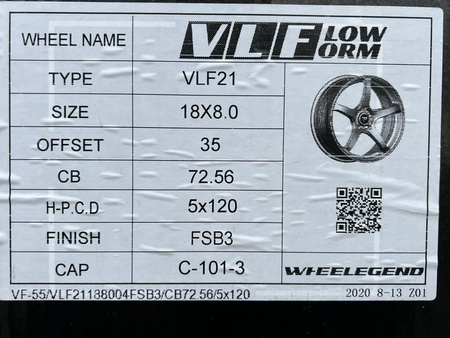 WHEEL NAME VLF LOW FORM
TYPE VLF21
SIZE 18X8.0
OFFSET 35
CB 72.56
H-P.C.D 5x120
FINISH FSB3
CAP C-101-3 WHEELEGEND
VF-55/VLF21188004FSB3/CB72.56/5x120 2020 8-13 Z01